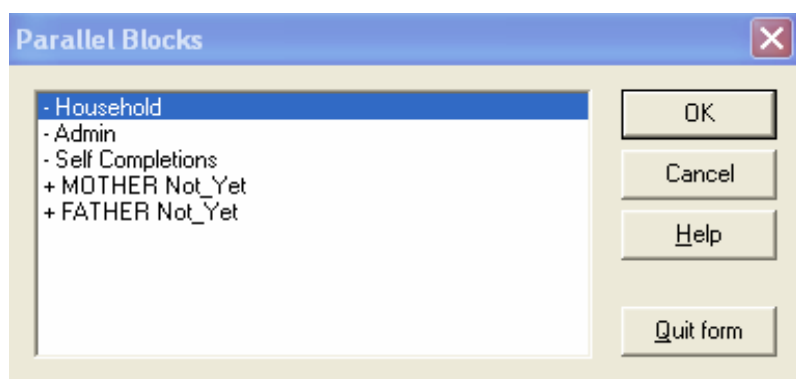 Parallel Blocks
- Household
- Admin
- Self Completions
+ MOTHER Not_Yet
+ FATHER Not_Yet
OK
Cancel
Help
Quit form